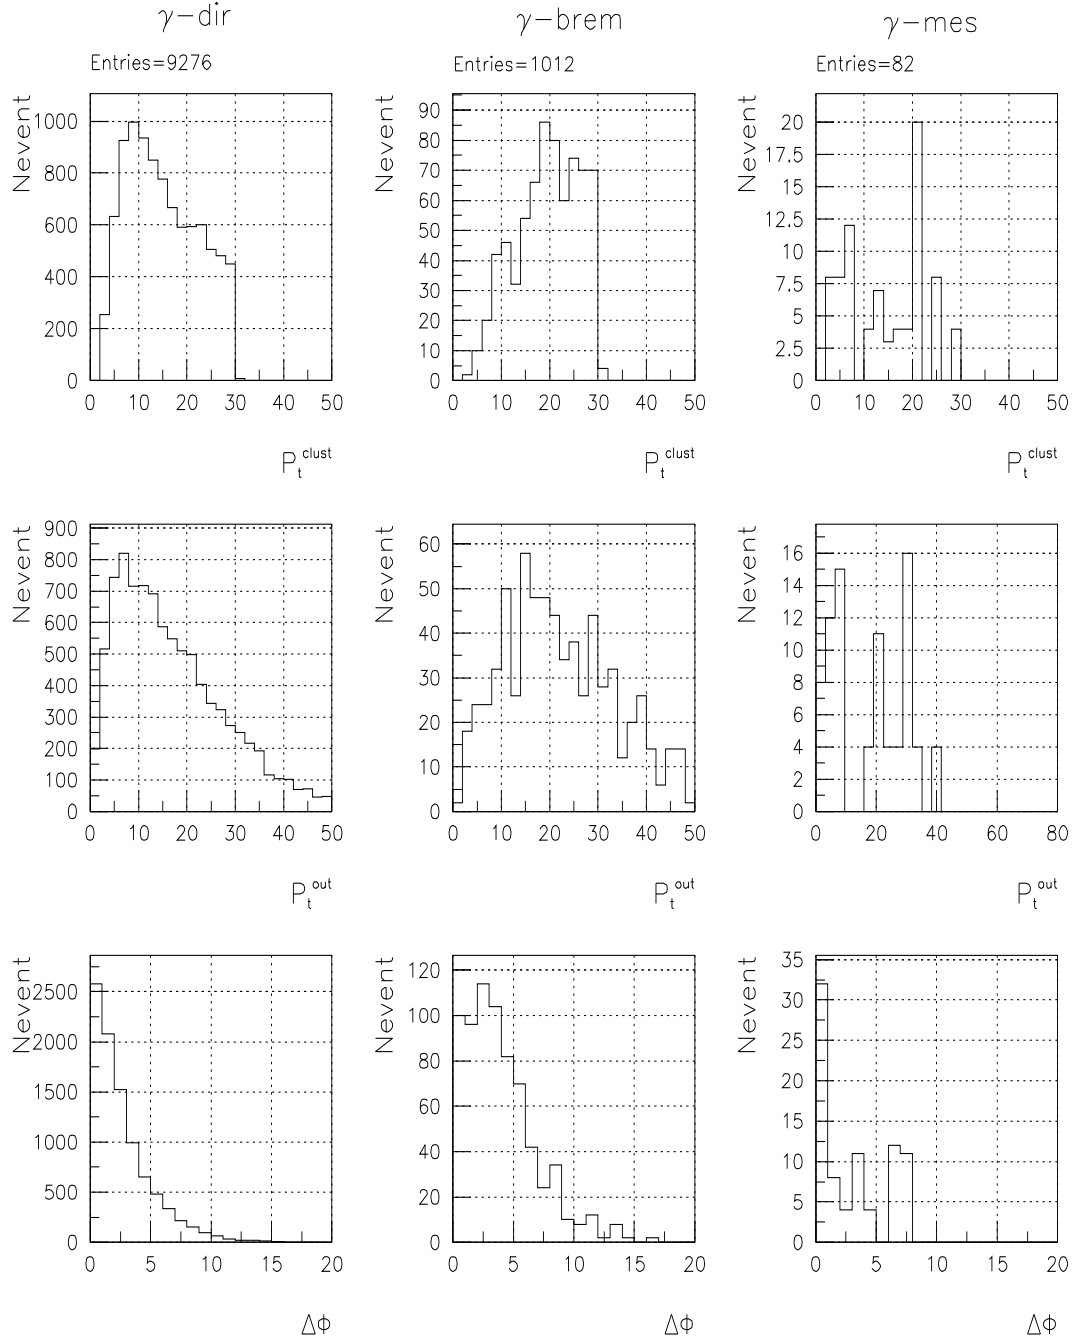 γ−dir γ−brem γ−mes
Entries=9276 Entries=1012 Entries=82
Nevent
1000
800
600
400
200
0
0 10 20 30 40 50
P_t^clust
Nevent
90
80
70
60
50
40
30
20
10
0
0 10 20 30 40 50
P_t^clust
Nevent
20
17.5
15
12.5
10
7.5
5
2.5
0
0 10 20 30 40 50
P_t^clust
Nevent
900
800
700
600
500
400
300
200
100
0
0 10 20 30 40 50
P_t^out
Nevent
60
50
40
30
20
10
0
0 10 20 30 40 50
P_t^out
Nevent
16
14
12
10
8
6
4
2
0
0 20 40 60 80
P_t^out
Nevent
2500
2000
1500
1000
500
0
0 5 10 15 20
Δϕ
Nevent
120
100
80
60
40
20
0
0 5 10 15 20
Δϕ
Nevent
35
30
25
20
15
10
5
0
0 5 10 15 20
Δϕ